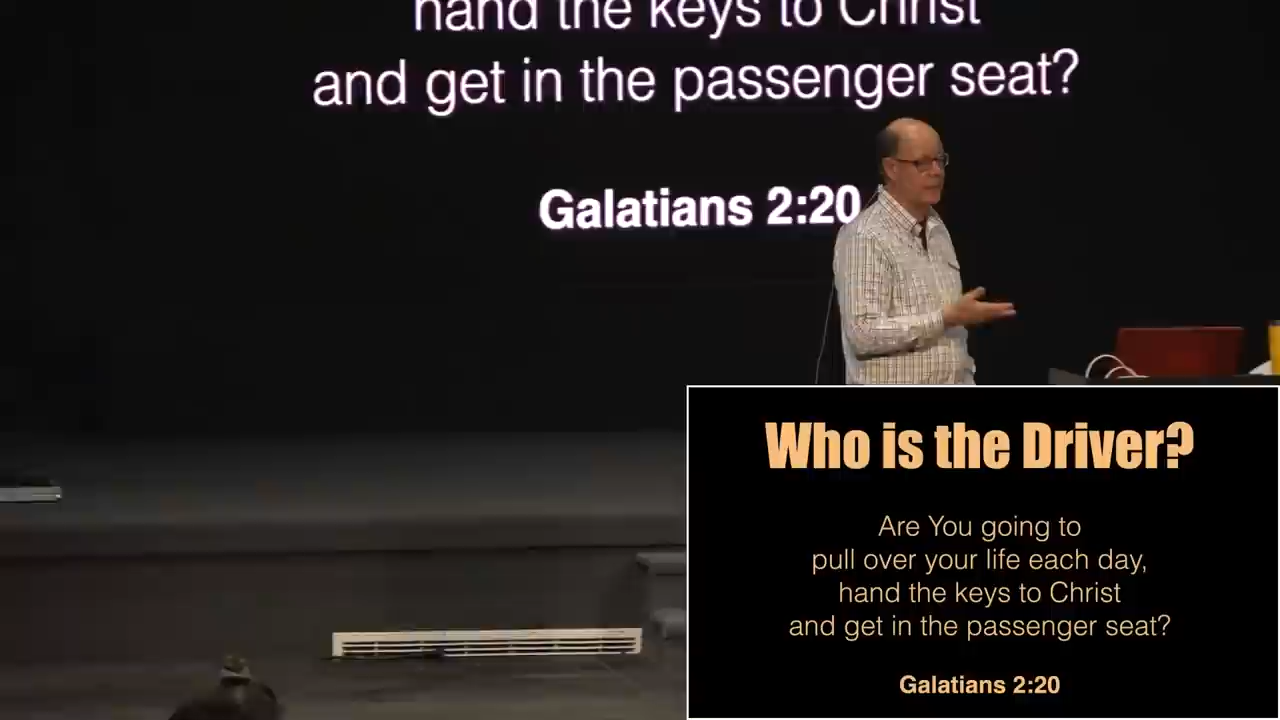 hand the keys to Christ
and get in the passenger seat?
Galatians 2:20
Who is the Driver?
Are You going to
pull over your life each day,
hand the keys to Christ
and get in the passenger seat?
Galatians 2:20